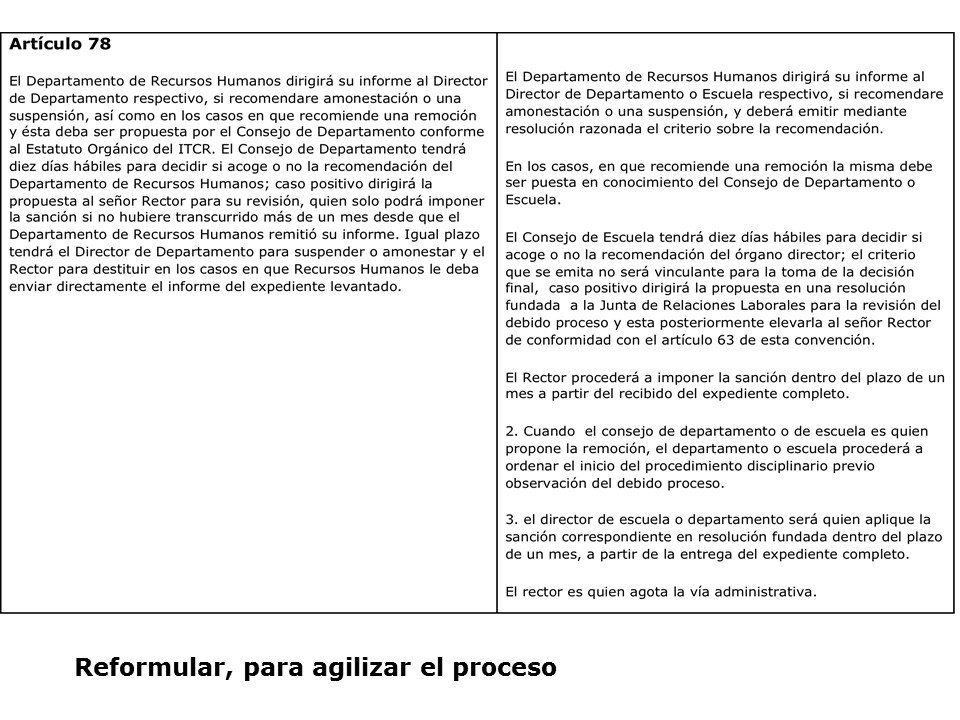 Artículo 78
El Departamento de Recursos Humanos dirigirá su informe al Director
de Departamento respectivo, si recomendare amonestación o una
suspensión, así como en los casos en que recomiende una remoción
y ésta deba ser propuesta por el Consejo de Departamento conforme
al Estatuto Orgánico del ITCR. El Consejo de Departamento tendrá
diez días hábiles para decidir si acoge o no la recomendación del
Departamento de Recursos Humanos; caso positivo dirigirá la
propuesta al señor Rector para su revisión, quien solo podrá imponer
la sanción si no hubiere transcurrido más de un mes desde que el
Departamento de Recursos Humanos remitió su informe. Igual plazo
tendrá el Director de Departamento para suspender o amonestar y el
Rector para destituir en los casos en que Recursos Humanos le deba
enviar directamente el informe del expediente levantado.
El Departamento de Recursos Humanos dirigirá su informe al
Director de Departamento o Escuela respectivo, si recomendare
amonestación o una suspensión, y deberá emitir mediante
resolución razonada el criterio sobre la recomendación.
En los casos, en que recomiende una remoción la misma debe
ser puesta en conocimiento del Consejo de Departamento o
Escuela.
El Consejo de Escuela tendrá diez días hábiles para decidir si
acoge o no la recomendación del órgano director; el criterio
que se emita no será vinculante para la toma de la decisión
final,  caso positivo dirigirá la propuesta en una resolución
fundada  a la Junta de Relaciones Laborales para la revisión del
debido proceso y esta posteriormente elevarla al señor Rector
de conformidad con el artículo 63 de esta convención.
El Rector procederá a imponer la sanción dentro del plazo de un
mes a partir del recibido del expediente completo.
2. Cuando  el consejo de departamento o de escuela es quien
propone la remoción, el departamento o escuela procederá a
ordenar el inicio del procedimiento disciplinario previo
observación del debido proceso.
3. el director de escuela o departamento será quien aplique la
sanción correspondiente en resolución fundada dentro del plazo
de un mes, a partir de la entrega del expediente completo.
El rector es quien agota la vía administrativa.
Reformular, para agilizar el proceso